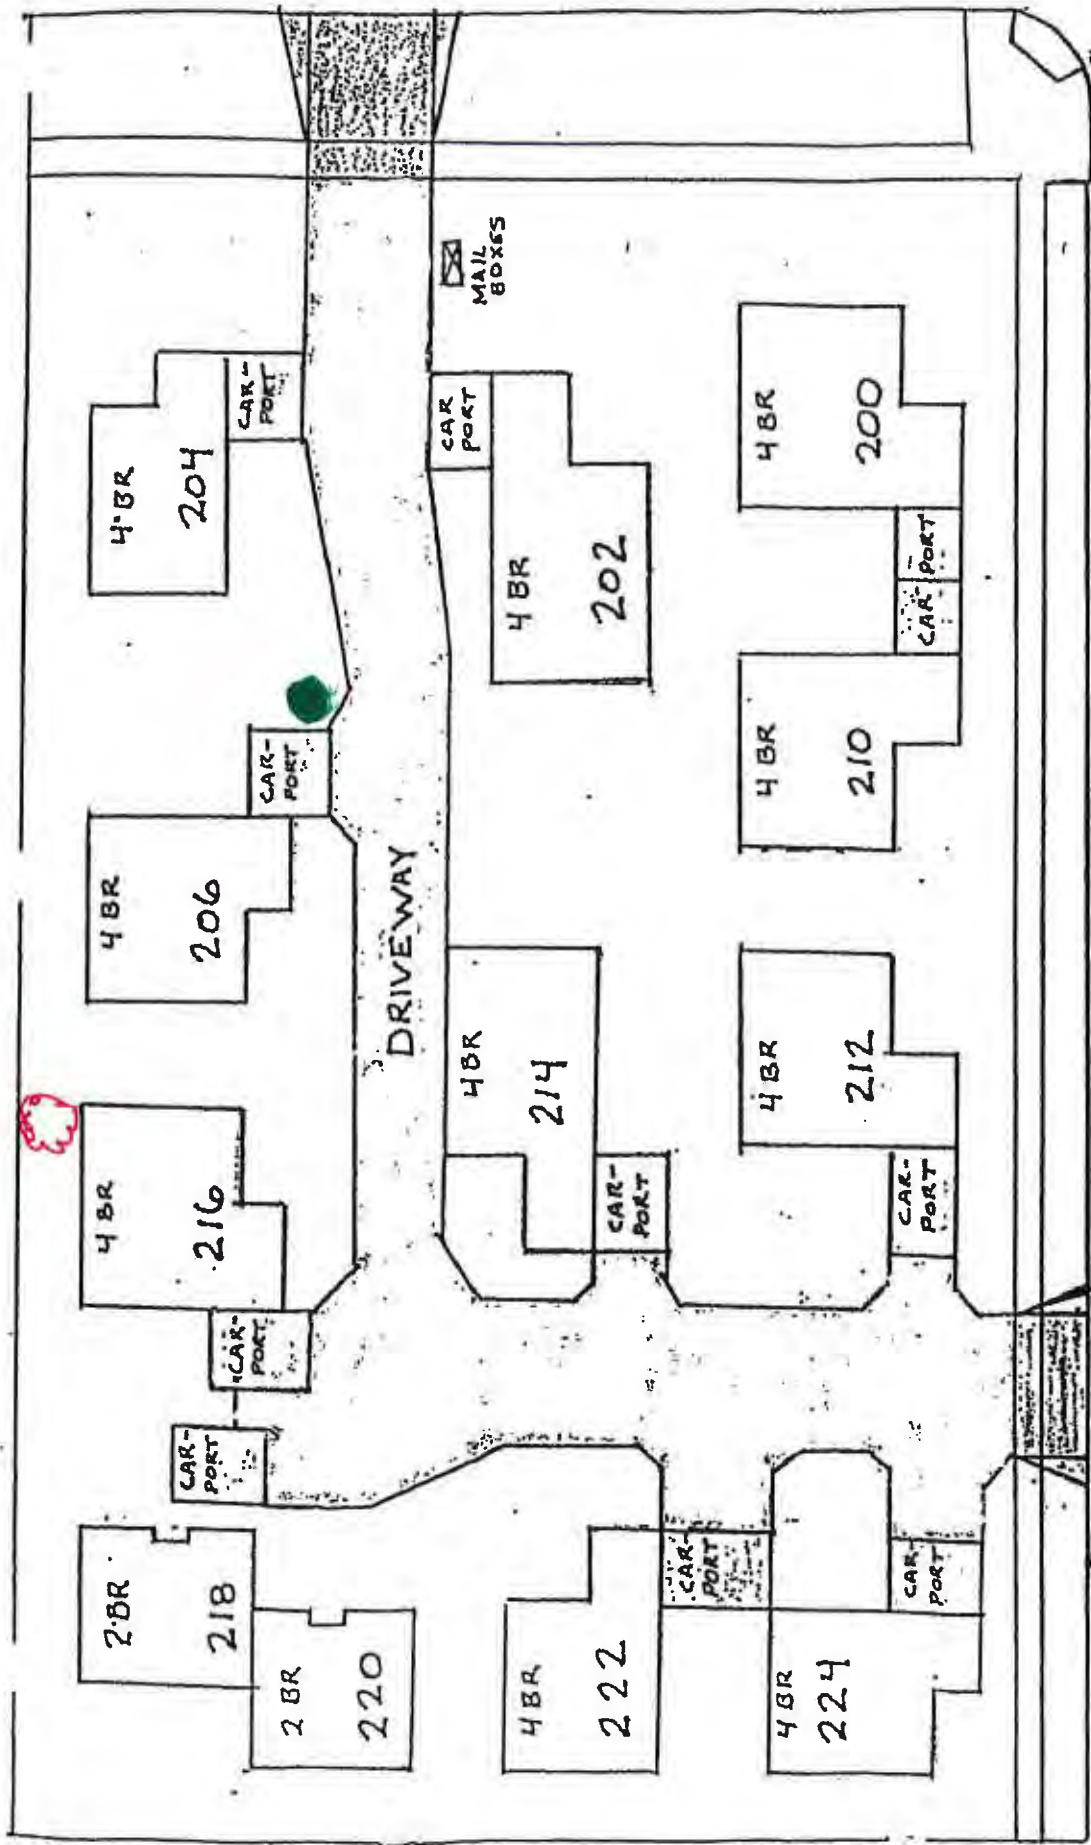 MAIL
BOXES
4 BR
204
CAR-
PORT
CAR
PORT
4 BR
202
4 BR
200
CAR-PORT
4 BR
210
CAR-
PORT
4 BR
206
DRIVEWAY
4 BR
214
CAR-
PORT
4 BR
212
CAR-
PORT
4 BR
216
CAR-
PORT
CAR-
PORT
2 BR
218
2 BR
220
4 BR
222
CAR-
PORT
4 BR
224
CAR-
PORT